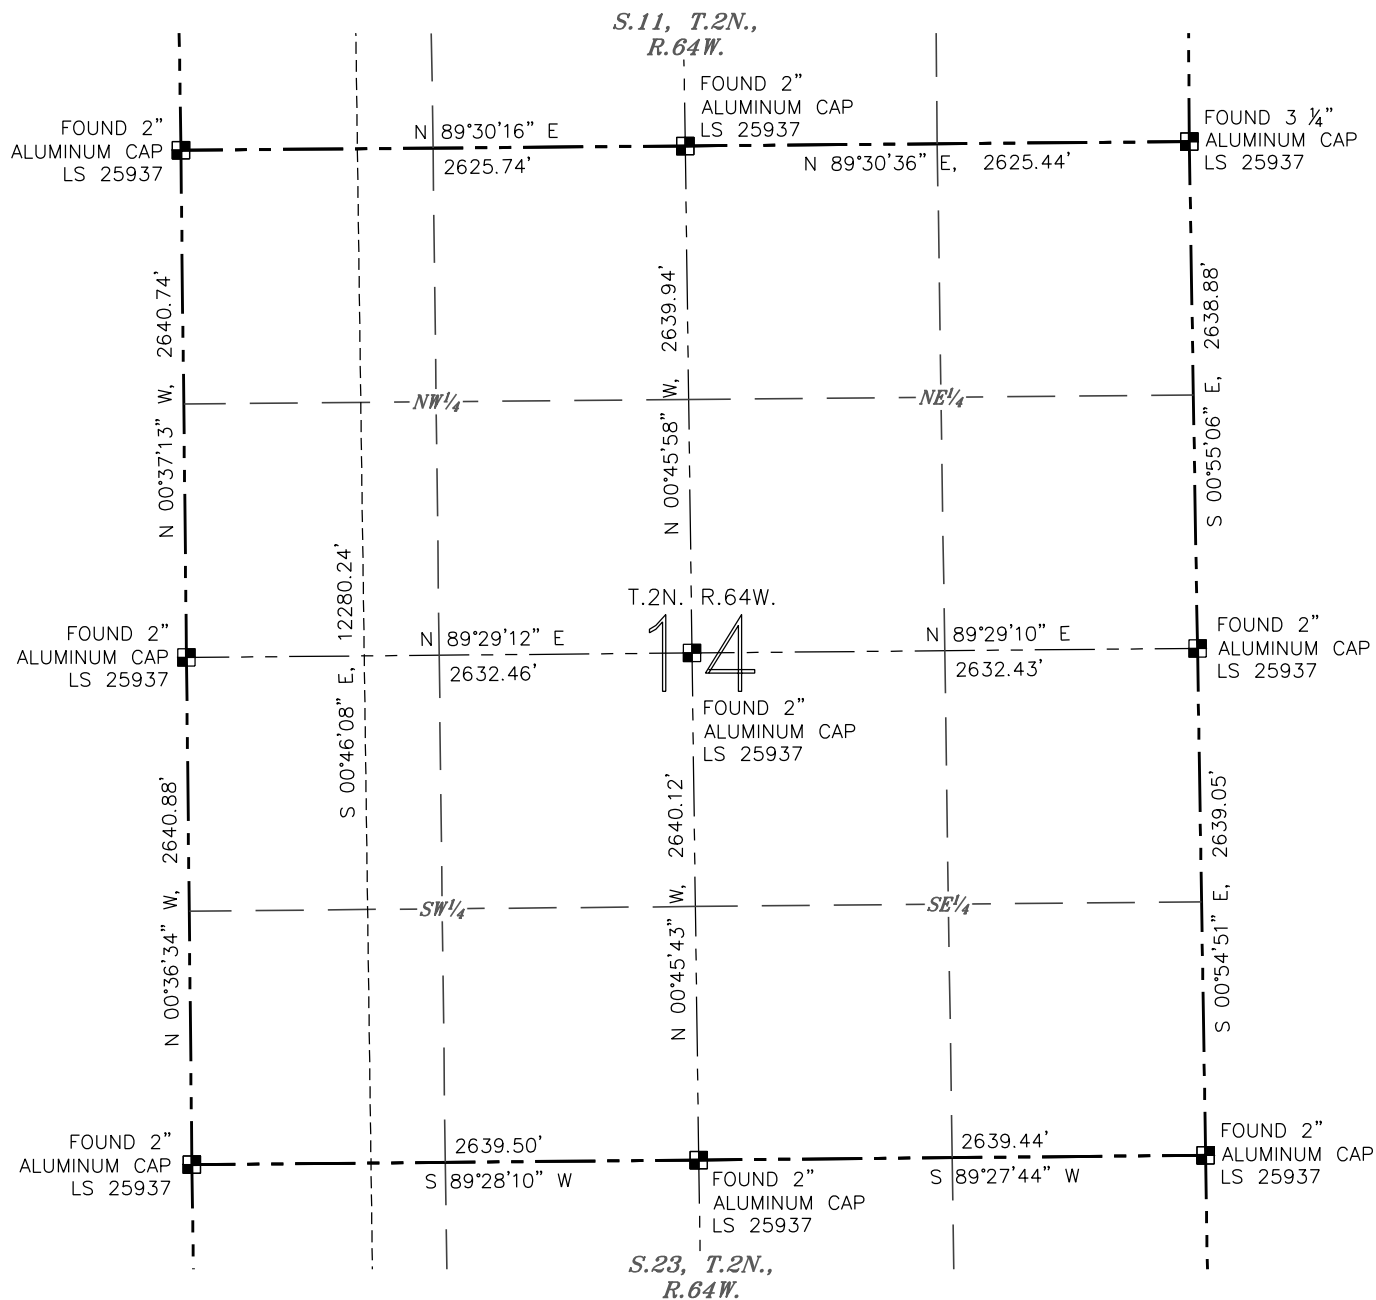 S.11, T.2N.,
R.64W.
FOUND 2"
ALUMINUM CAP
LS 25937
FOUND 2"
ALUMINUM CAP
LS 25937
FOUND 3 ¼"
ALUMINUM CAP
LS 25937
N 89°30'16" E
2625.74'
N 89°30'36" E, 2625.44'
N 00°37'13" W, 2640.74'
N 00°45'58" W, 2639.94'
S 00°55'06" E, 2638.88'
NW¼
NE¼
S 00°46'08" E, 12280.24'
T.2N. R.64W.
14
FOUND 2"
ALUMINUM CAP
LS 25937
N 89°29'12" E
2632.46'
N 89°29'10" E
2632.43'
FOUND 2"
ALUMINUM CAP
LS 25937
FOUND 2"
ALUMINUM CAP
LS 25937
N 00°36'34" W, 2640.88'
N 00°45'43" W, 2640.12'
S 00°54'51" E, 2639.05'
SW¼
SE¼
FOUND 2"
ALUMINUM CAP
LS 25937
2639.50'
S 89°28'10" W
2639.44'
S 89°27'44" W
FOUND 2"
ALUMINUM CAP
LS 25937
FOUND 2"
ALUMINUM CAP
LS 25937
S.23, T.2N.,
R.64W.